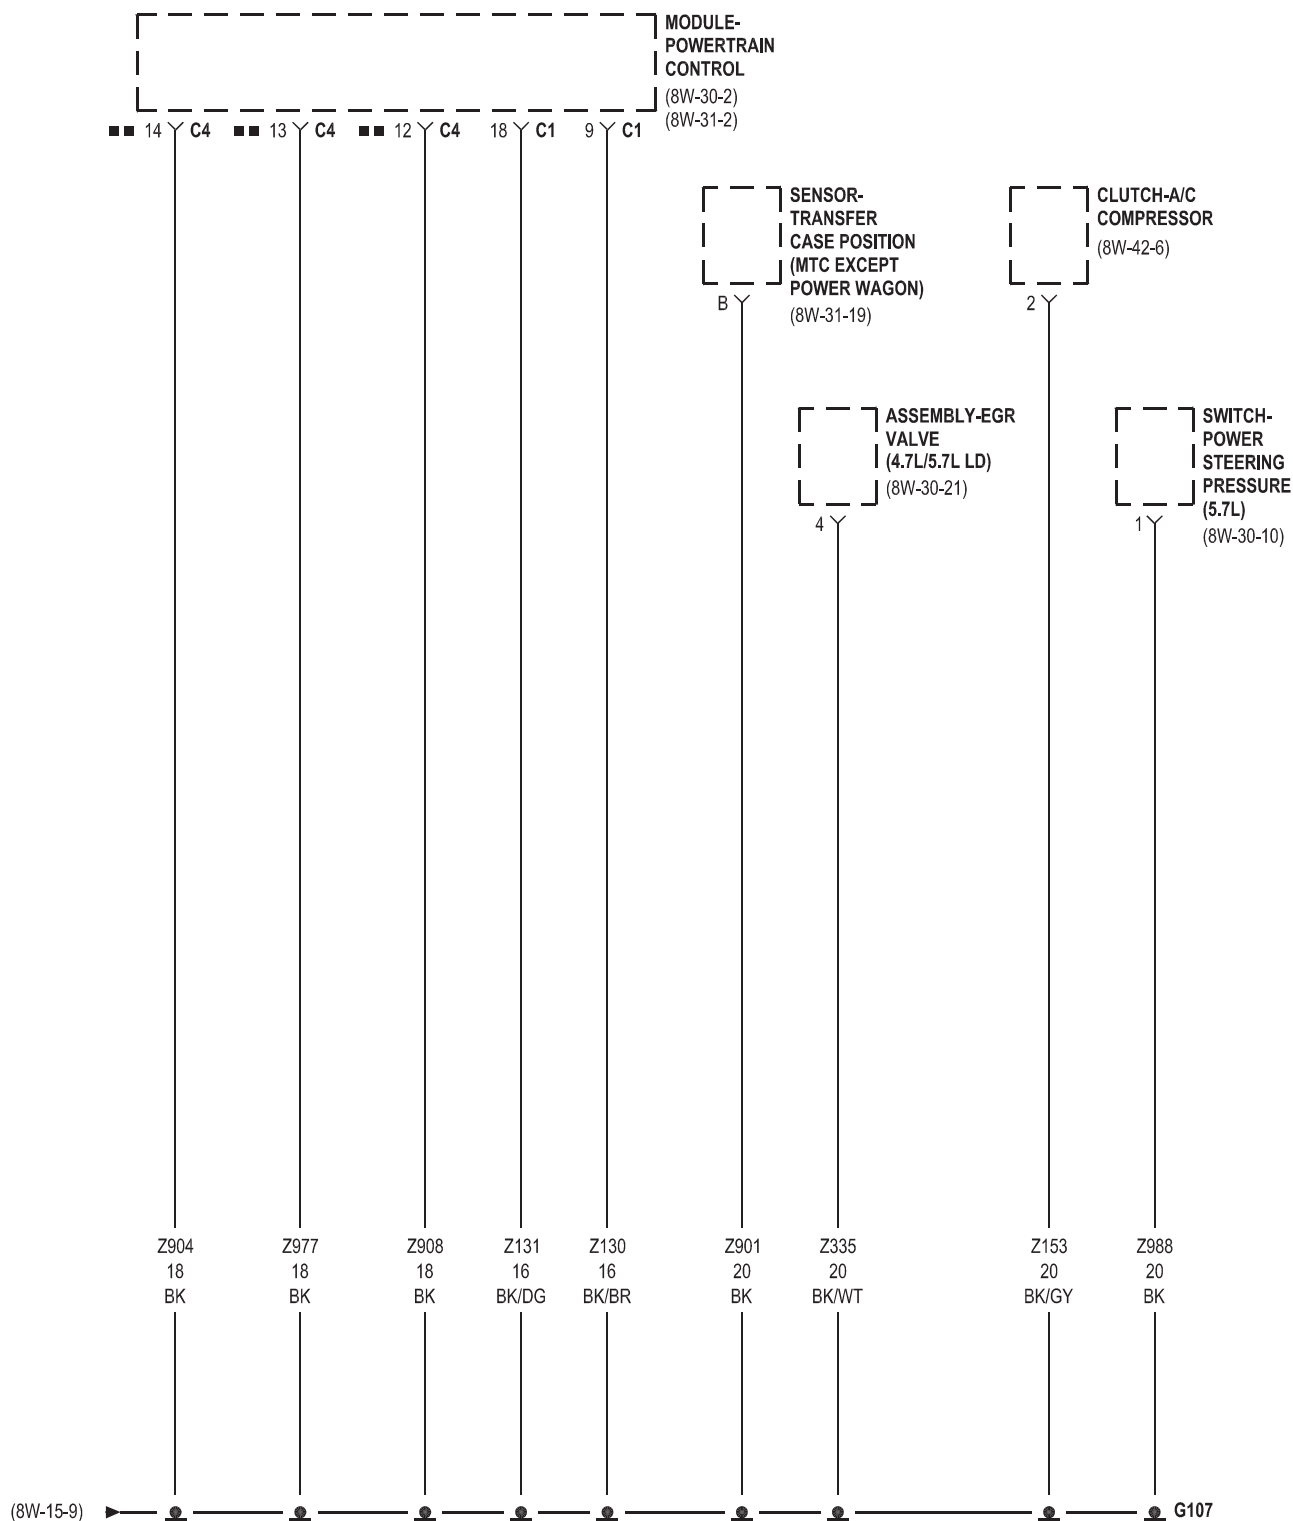 MODULE-
POWERTRAIN
CONTROL
(8W-30-2)
(8W-31-2)
14 C4 13 C4 12 C4 18 C1 9 C1
SENSOR-
TRANSFER
CASE POSITION
(MTC EXCEPT
POWER WAGON)
(8W-31-19)
B
CLUTCH-A/C
COMPRESSOR
(8W-42-6)
2
ASSEMBLY-EGR
VALVE
(4.7L/5.7L LD)
(8W-30-21)
4
SWITCH-
POWER
STEERING
PRESSURE
(5.7L)
(8W-30-10)
1
Z904 Z977 Z908 Z131 Z130 Z901 Z335 Z153 Z988
18 18 18 16 16 20 20 20 20
BK BK BK BK/DG BK/BR BK BK/WT BK/GY BK
(8W-15-9) G107